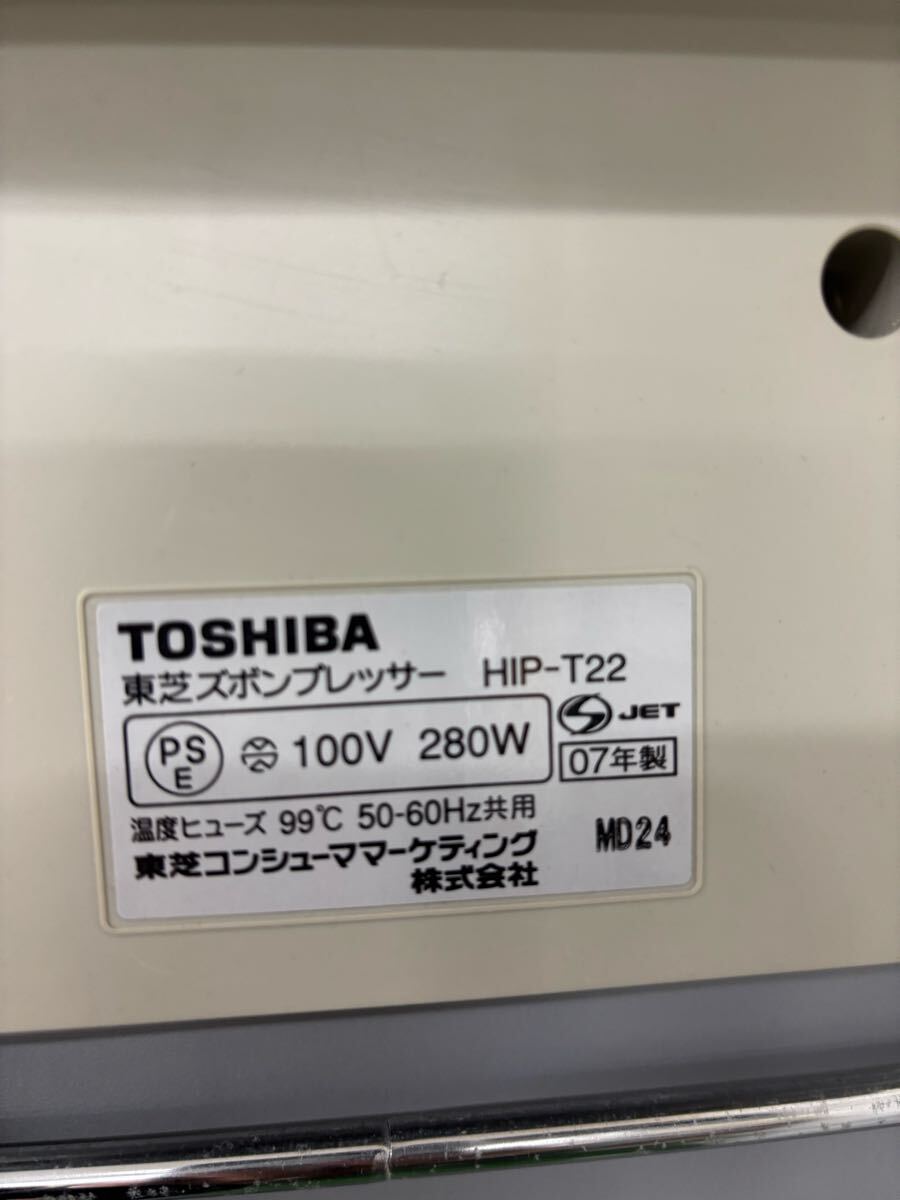 TOSHIBA
東芝ズボンプレッサー HIP-T22
PSE 100V 280W
S JET
07年製
温度ヒューズ 99℃ 50-60Hz共用
MD24
東芝コンシューママーケティング
株式会社